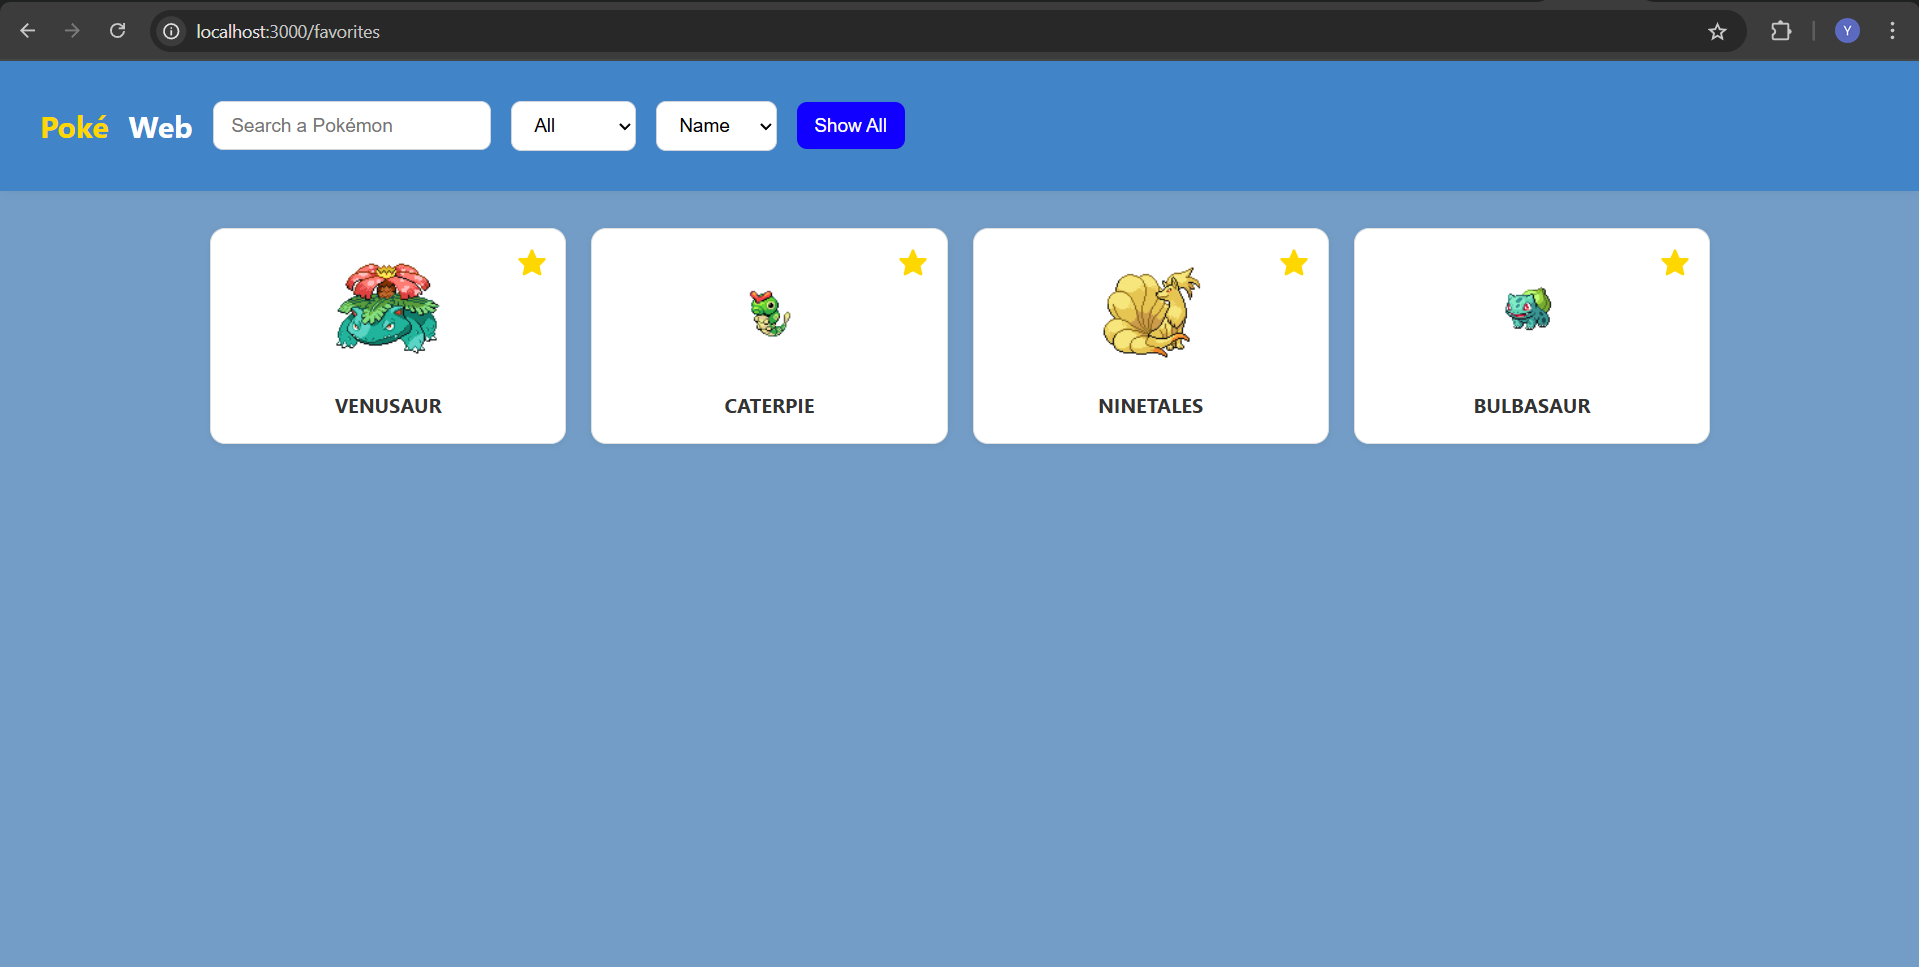 localhost:3000/favorites
Y
Poké Web
Search a Pokémon
All
Name
Show All
VENUSAUR
CATERPIE
NINETALES
BULBASAUR